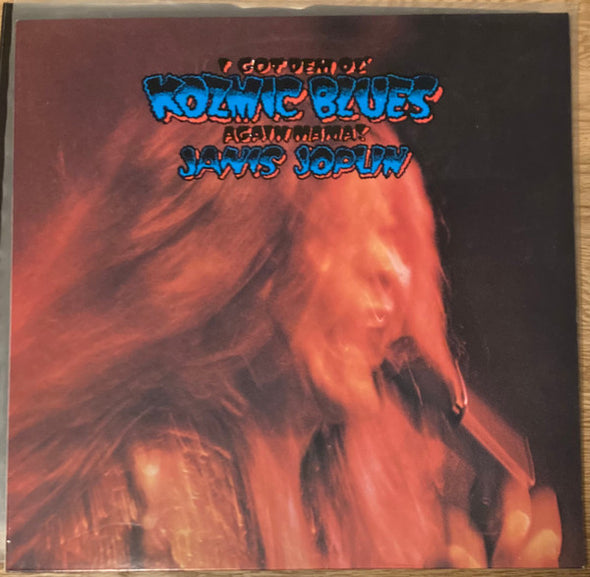 I GOT DEM OL'
KOZMIC BLUES
AGAIN MAMA!
JANIS JOPLIN